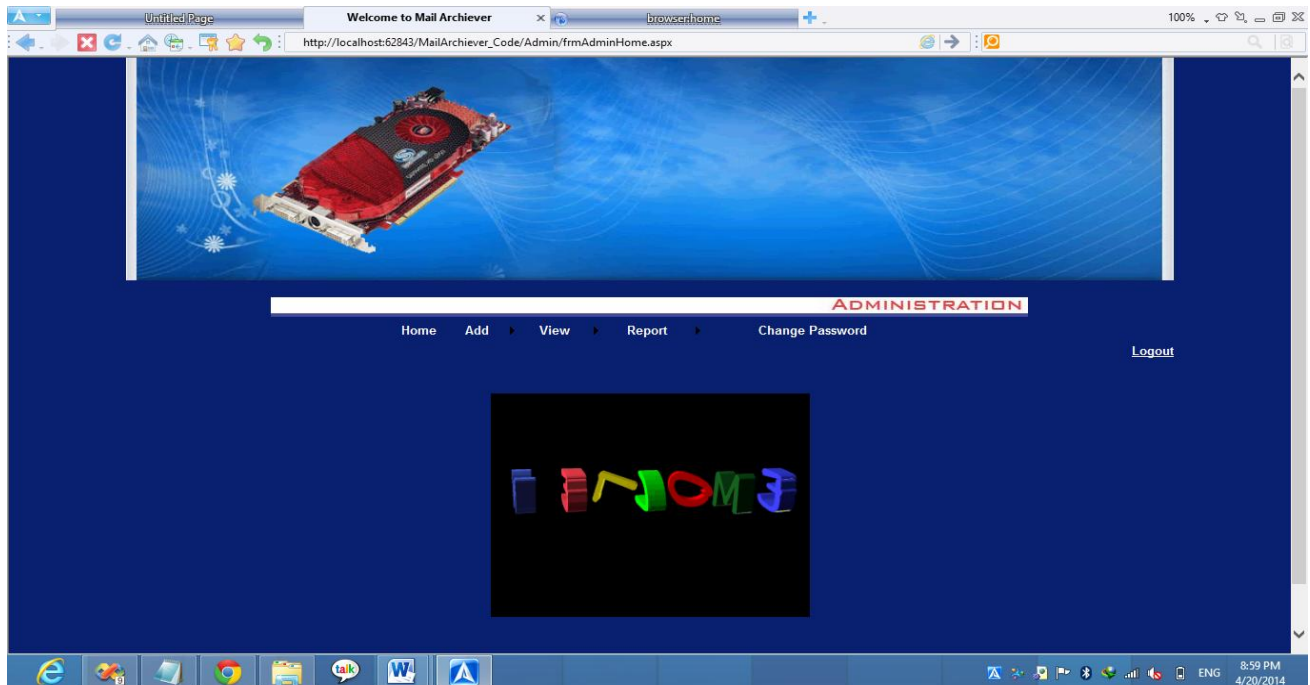 Untitled Page Welcome to Mail Archiever browser:home 100%
http://localhost:62843/MailArchiever_Code/Admin/frmAdminHome.aspx
ADMINISTRATION
Home Add View Report Change Password
Logout
talk
ENG 8:59 PM
4/20/2014